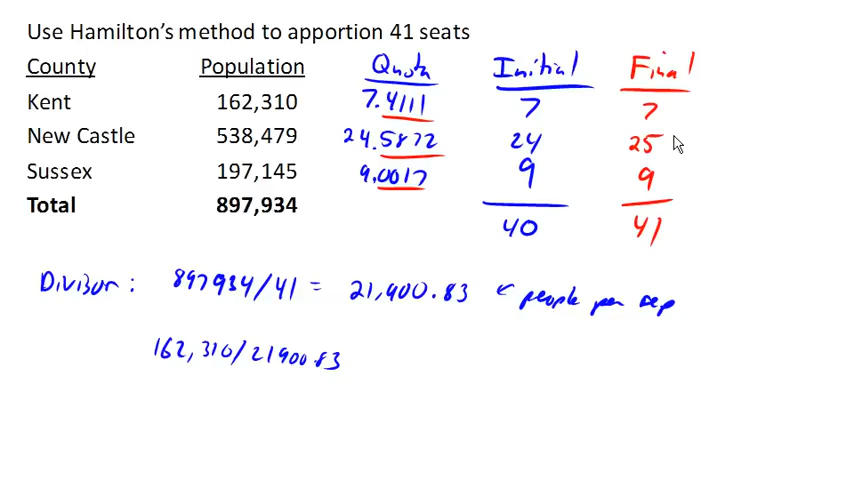 Use Hamilton's method to apportion 41 seats
County Population Quota Initial Final
Kent 162,310 7.4111 7 7
New Castle 538,479 24.5872 24 25
Sussex 197,145 9.0017 9 9
Total 897,934 40 41
Divisor: 897934/41 = 21,900.83 ← people per rep
162,310/21900.83